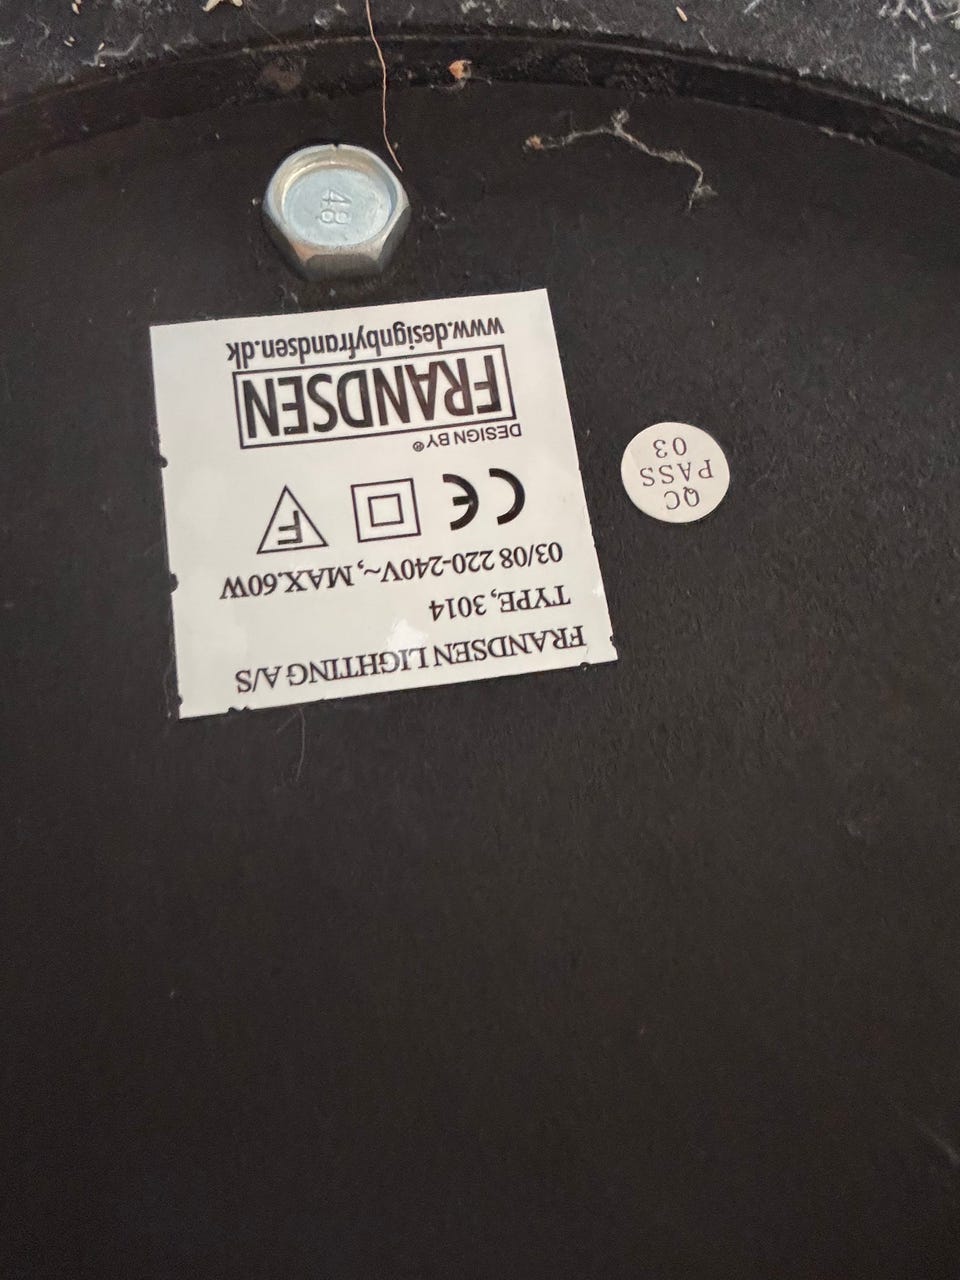 FRANDSEN LIGHTING A/S
TYPE, 3014
03/08 220-240V~, MAX.60W
CE
F
DESIGN BY®
FRANDSEN
www.designbyfrandsen.dk
QC
PASS
03
48